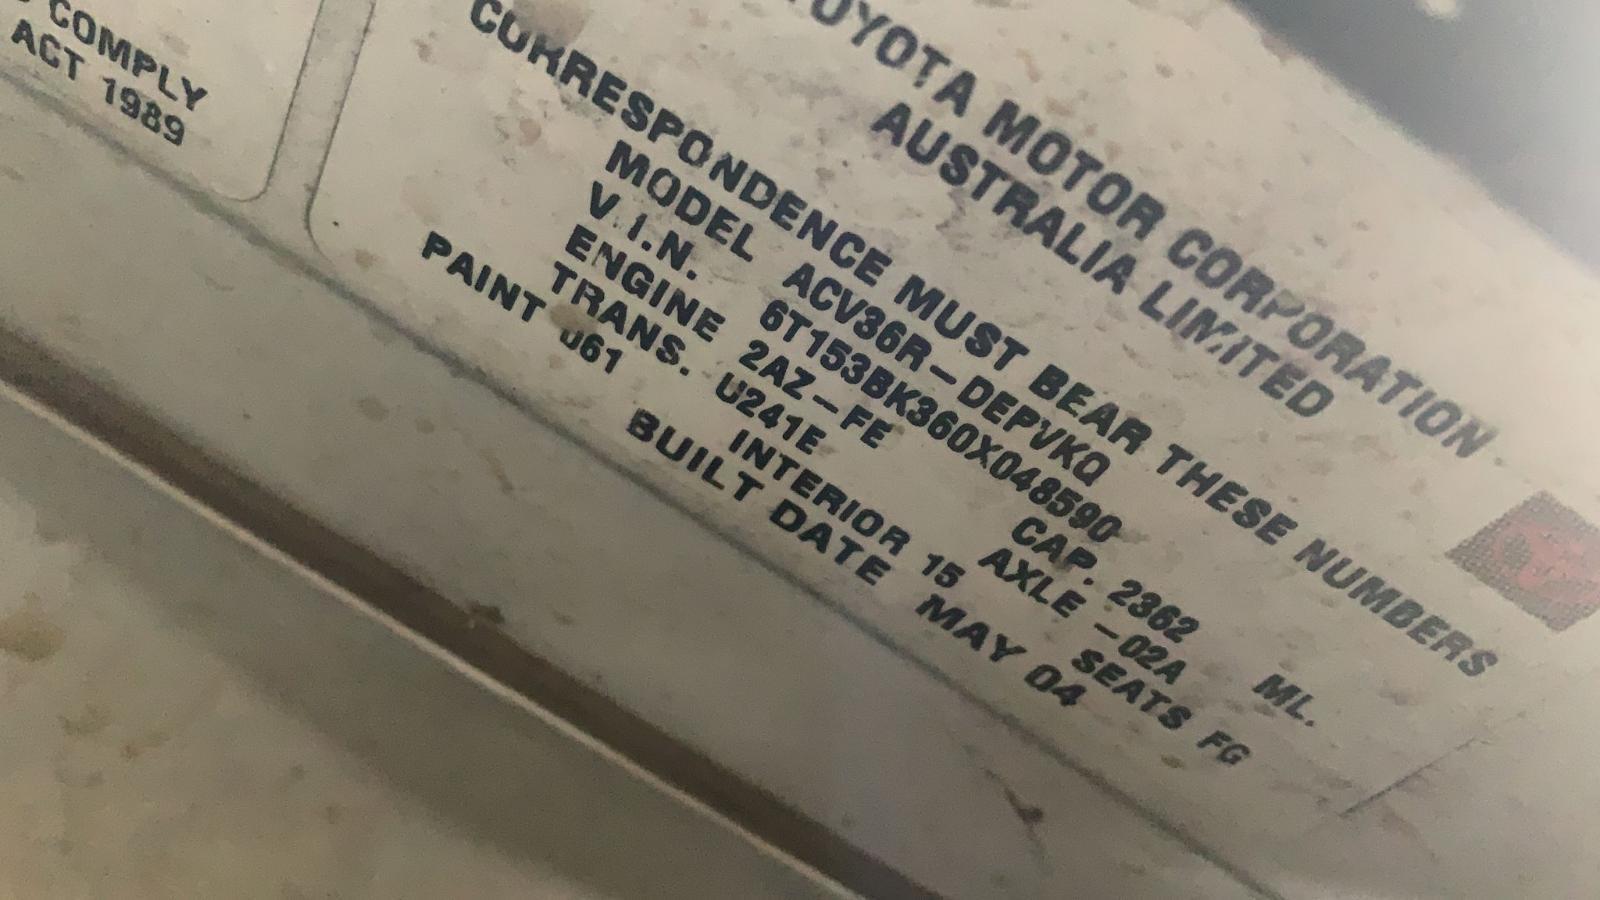 COMPLY
ACT 1989
TOYOTA MOTOR CORPORATION
AUSTRALIA LIMITED
CORRESPONDENCE MUST BEAR THESE NUMBERS
MODEL ACV36R-DEPVKQ
V.I.N. 6T153BK360X048590
ENGINE 2AZ-FE CAP. 2362 ML.
TRANS. U241E AXLE -02A
PAINT 061 INTERIOR 15 SEATS FG
BUILT DATE MAY 04